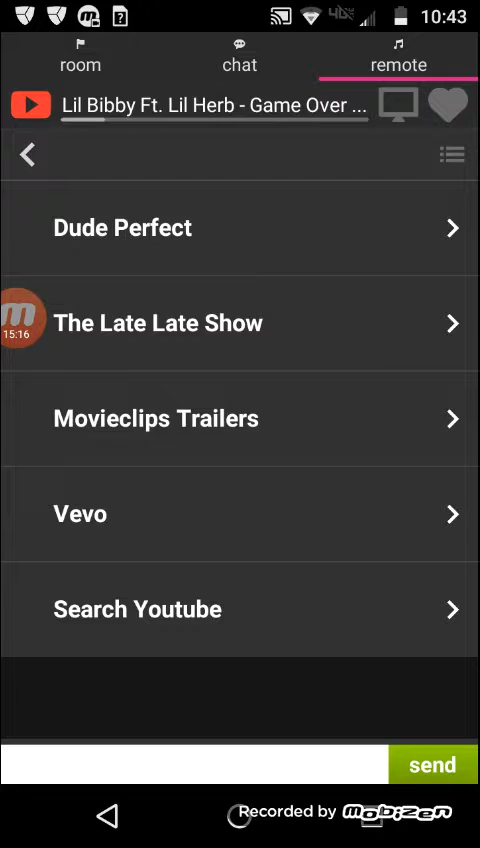 10:43
room chat remote
Lil Bibby Ft. Lil Herb - Game Over ...
Dude Perfect
15:16
The Late Late Show
Movieclips Trailers
Vevo
Search Youtube
send
Recorded by mobizen